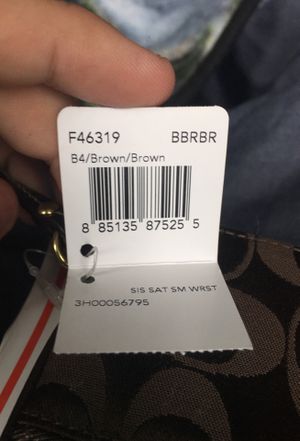 F46319 BBRBR
B4/Brown/Brown
8 85135 87525 5
SIS SAT SM WRST
3H00056795